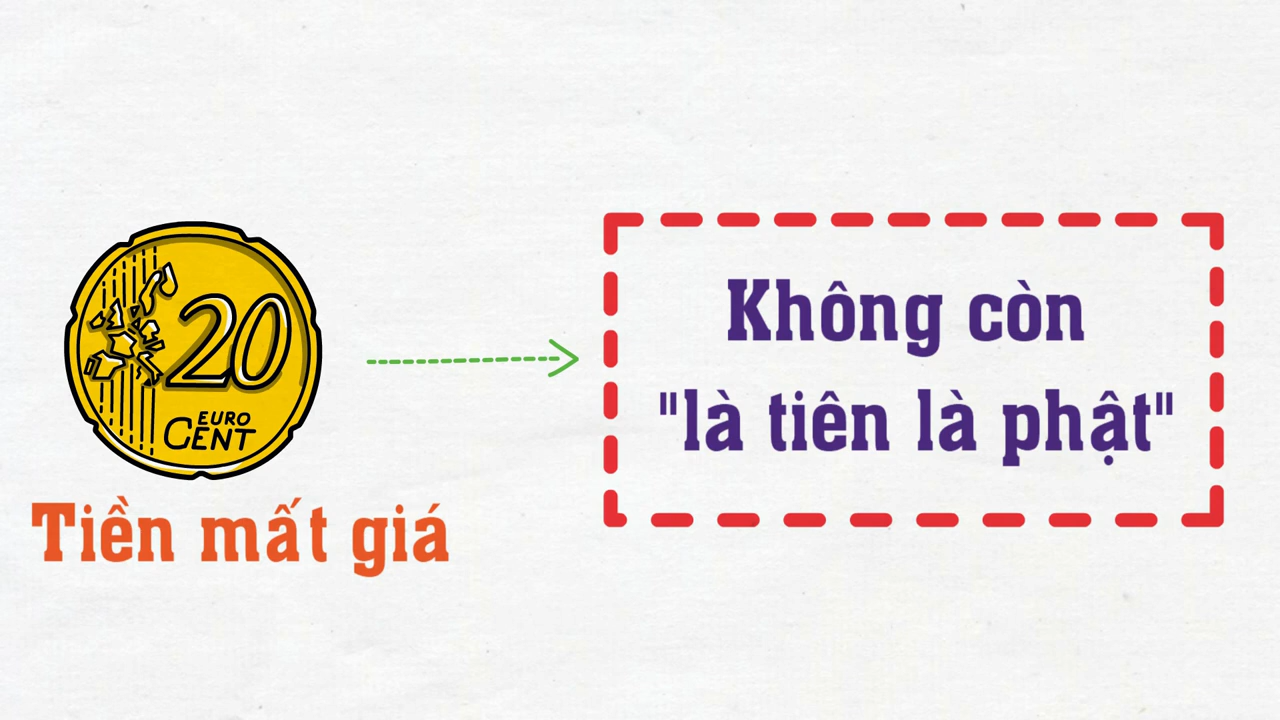 Không còn
"là tiên là phật"
20
EURO
CENT
Tiền mất giá